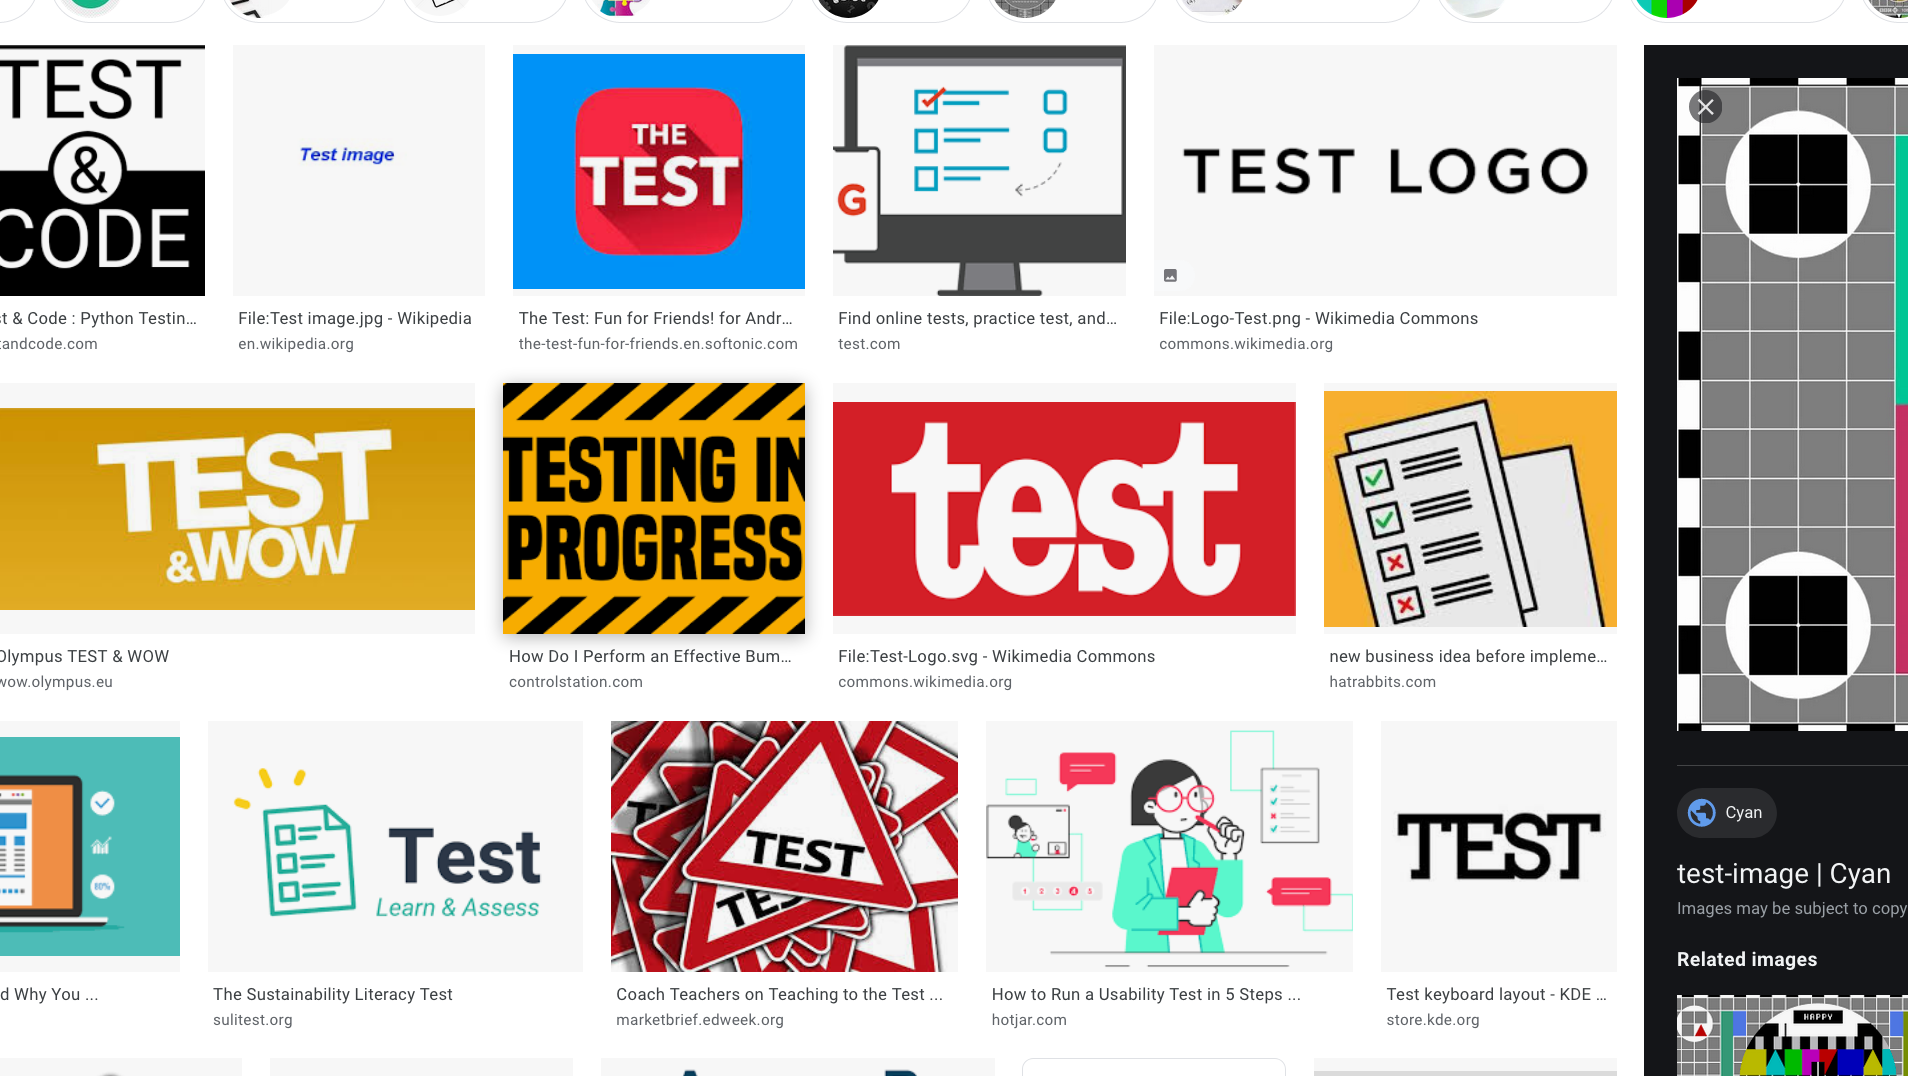 TEST
&
CODE
Test image
THE
TEST
G
TEST LOGO
t & Code : Python Testin...
andcode.com
File:Test image.jpg - Wikipedia
en.wikipedia.org
The Test: Fun for Friends! for Andr...
the-test-fun-for-friends.en.softonic.com
Find online tests, practice test, and...
test.com
File:Logo-Test.png - Wikimedia Commons
commons.wikimedia.org
TEST
&WOW
TESTING IN
PROGRESS
test
Olympus TEST & WOW
wow.olympus.eu
How Do I Perform an Effective Bum...
controlstation.com
File:Test-Logo.svg - Wikimedia Commons
commons.wikimedia.org
new business idea before impleme...
hatrabbits.com
80%
Test
Learn & Assess
TEST
1 2 3 4 5
TEST
d Why You ...
The Sustainability Literacy Test
sulitest.org
Coach Teachers on Teaching to the Test ...
marketbrief.edweek.org
How to Run a Usability Test in 5 Steps ...
hotjar.com
Test keyboard layout - KDE ...
store.kde.org
Cyan
test-image | Cyan
Images may be subject to copy
Related images
HAPPY